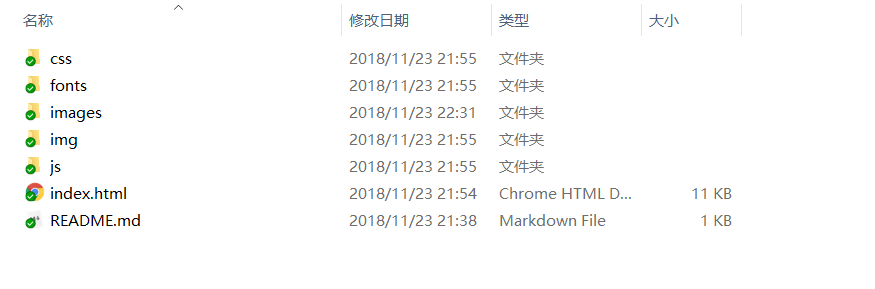 名称 修改日期 类型 大小
css 2018/11/23 21:55 文件夹
fonts 2018/11/23 21:55 文件夹
images 2018/11/23 22:31 文件夹
img 2018/11/23 21:55 文件夹
js 2018/11/23 21:55 文件夹
index.html 2018/11/23 21:54 Chrome HTML D... 11 KB
README.md 2018/11/23 21:38 Markdown File 1 KB